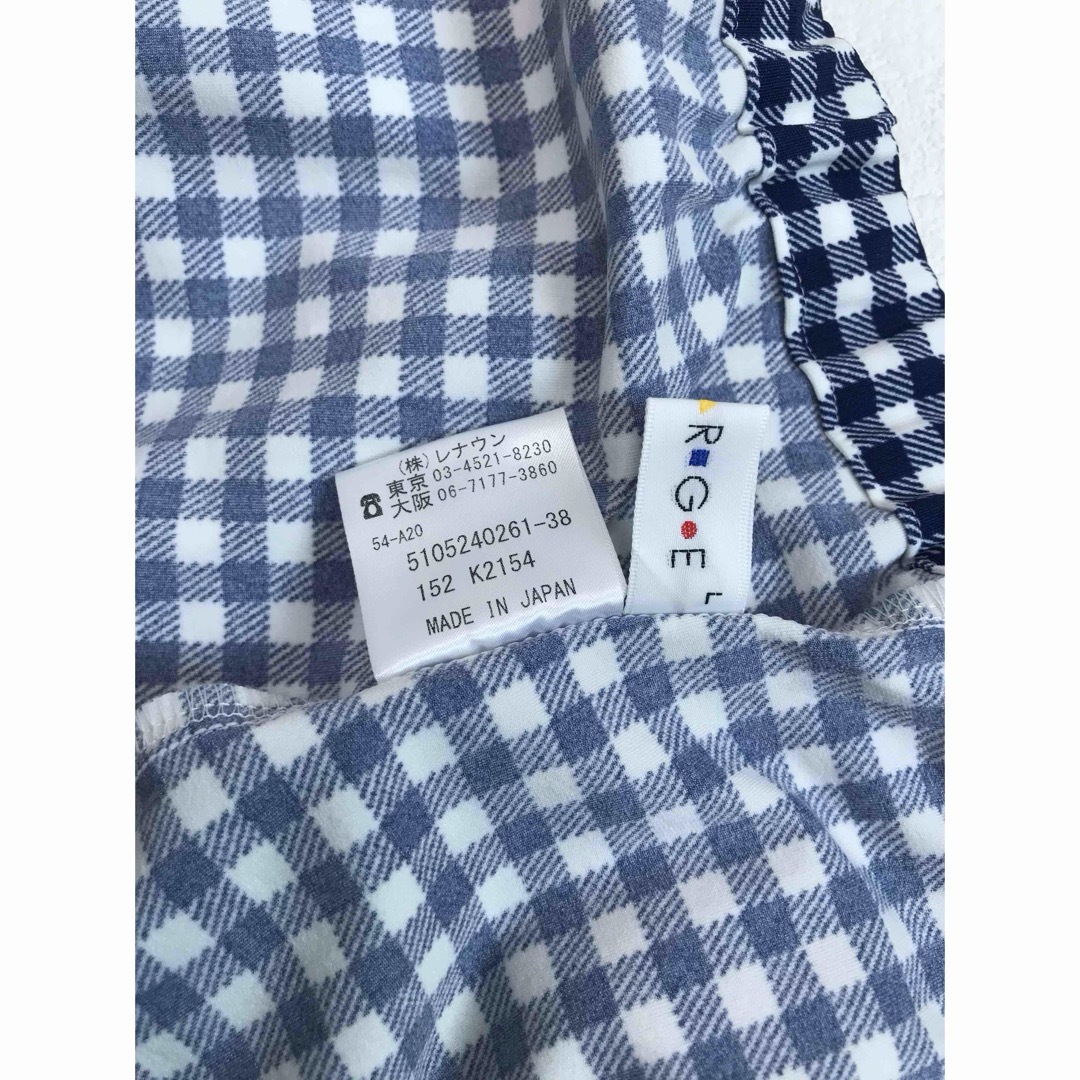 (株)レナウン
東京 03-4521-8230
☎ 大阪 06-7177-3860
54-A20
5105240261-38
152 K2154
MADE IN JAPAN
R■G●E
L